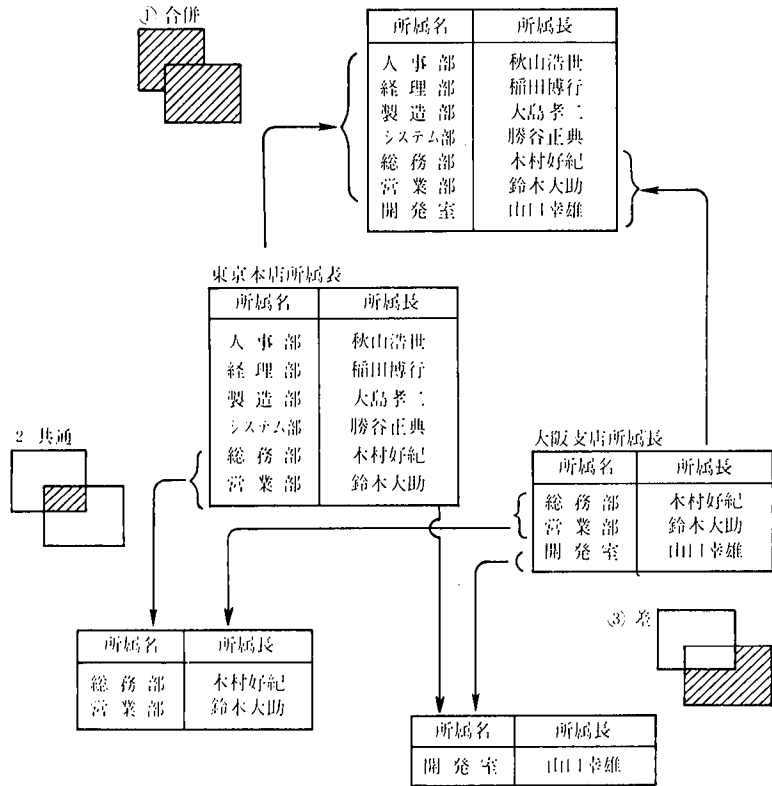 (1) 合併
所属名 所属長
人事部 秋山浩世
経理部 稲田博行
製造部 大島孝二
システム部 勝谷正典
総務部 木村好紀
営業部 鈴木大助
開発室 山口幸雄
東京本店所属表
所属名 所属長
人事部 秋山浩世
経理部 稲田博行
製造部 大島孝二
システム部 勝谷正典
総務部 木村好紀
営業部 鈴木大助
2 共通
大阪支店所属長
所属名 所属長
総務部 木村好紀
営業部 鈴木大助
開発室 山口幸雄
(3) 差
所属名 所属長
総務部 木村好紀
営業部 鈴木大助
所属名 所属長
開発室 山口幸雄